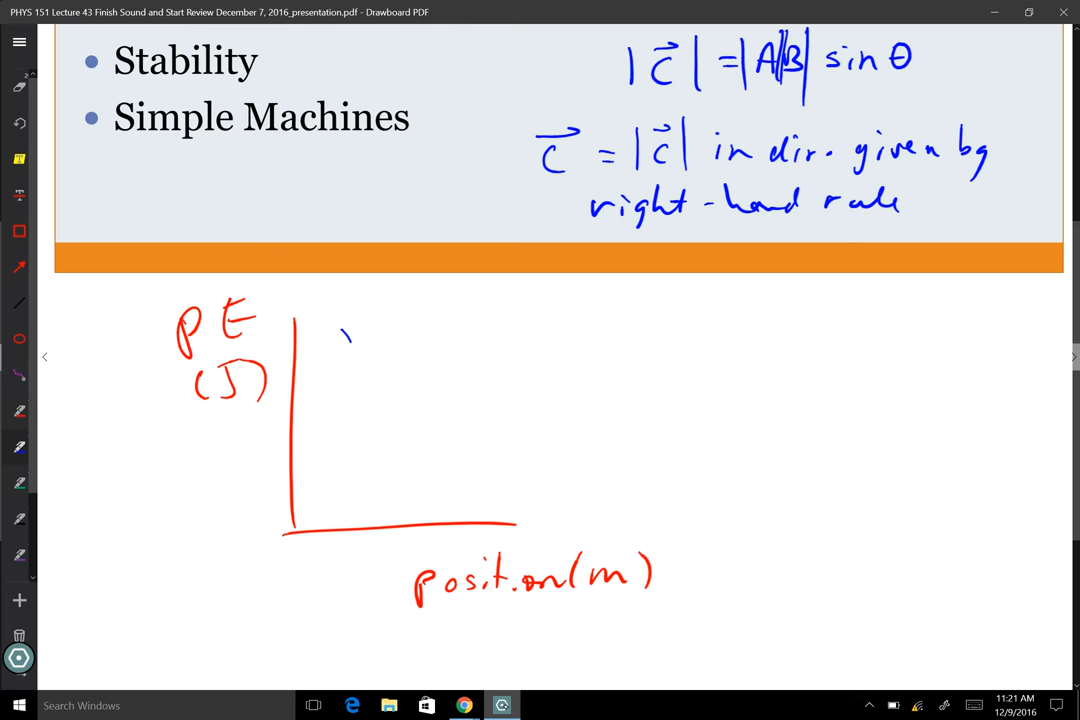 PHYS 151 Lecture 43 Finish Sound and Start Review December 7, 2016_presentation.pdf - Drawboard PDF
• Stability
• Simple Machines
|C⃗| = |A||B| sin θ
C⃗ = |C⃗| in dir. given by
right-hand rule
PE
(J)
position (m)
Search Windows
11:21 AM
12/9/2016